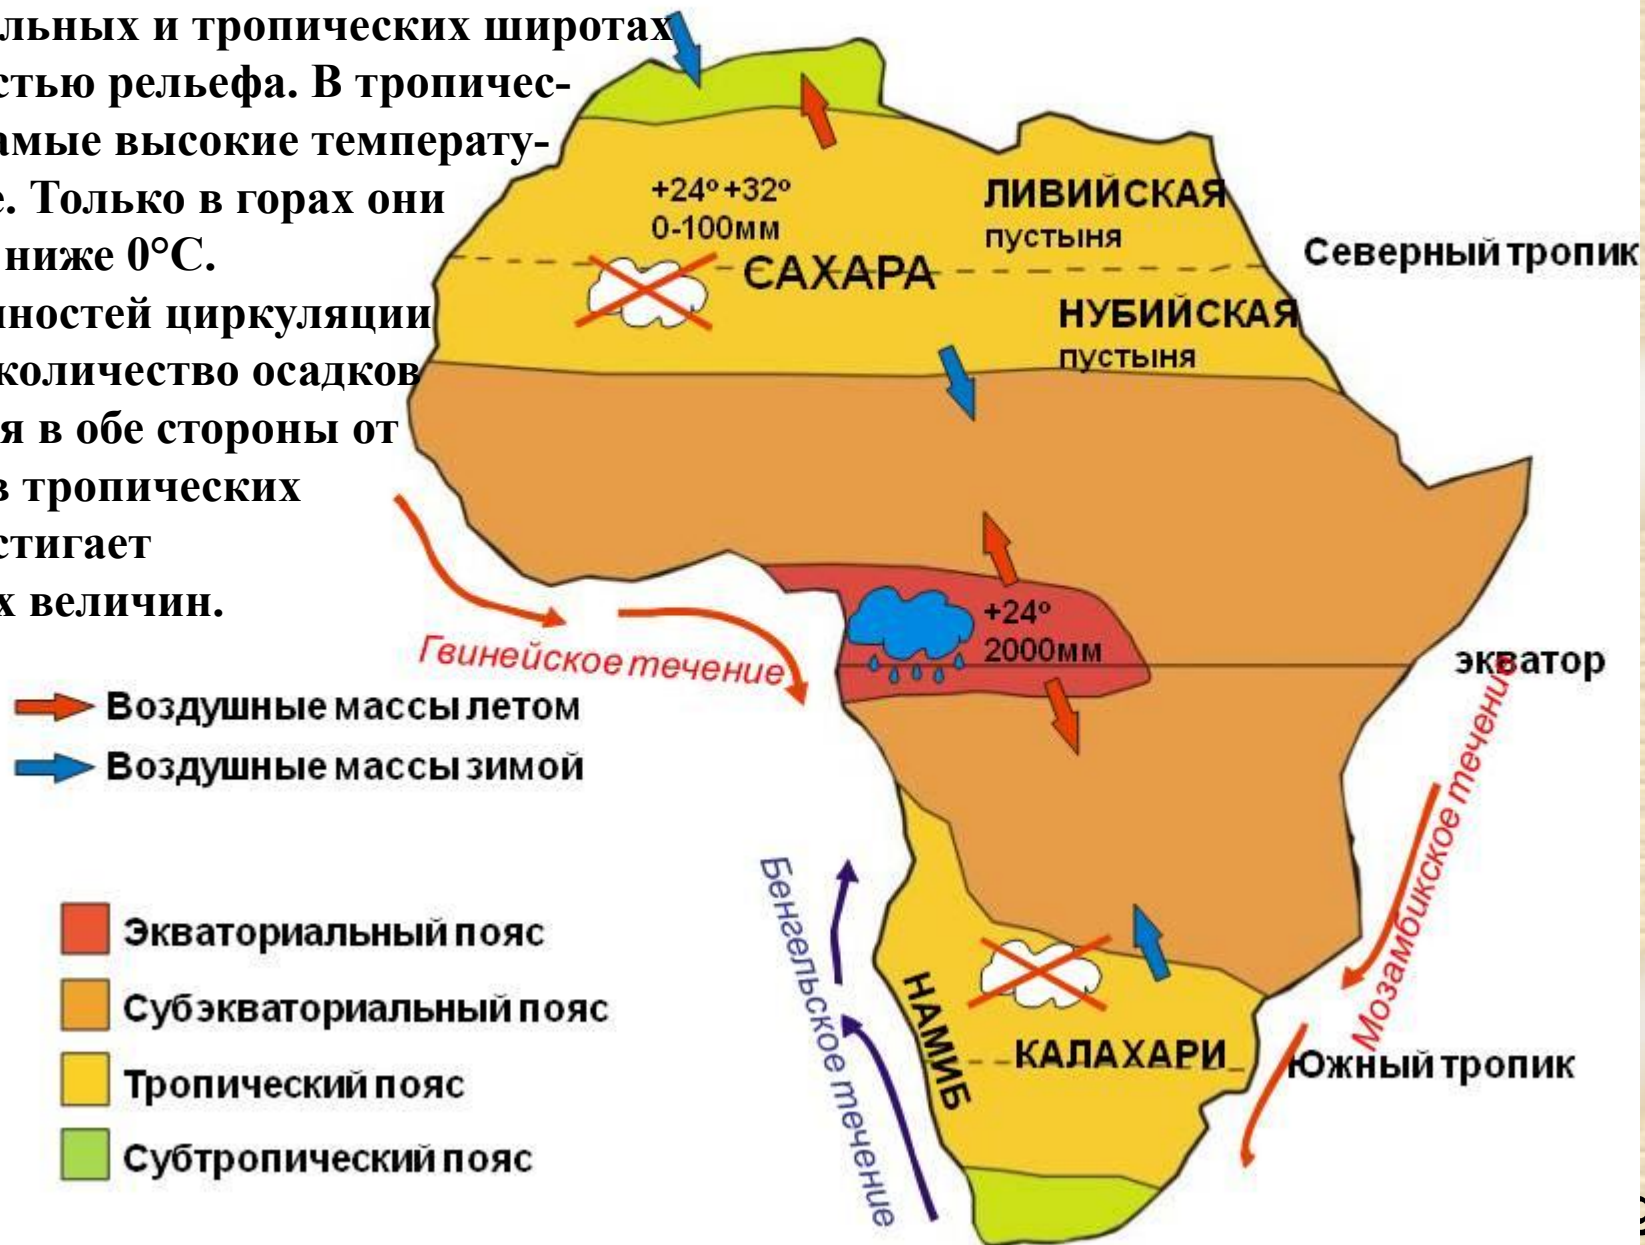 льных и тропических широтах
стью рельефа. В тропичес-
амые высокие температу-
е. Только в горах они
ниже 0°С.
нностей циркуляции
количество осадков
я в обе стороны от
в тропических
стигает
х величин.
+24º +32º
0-100мм
САХАРА
ЛИВИЙСКАЯ
пустыня
НУБИЙСКАЯ
пустыня
Северный тропик
+24º
2000мм
экватор
Гвинейское течение
Мозамбикское течение
Бенгельское течение
НАМИБ
КАЛАХАРИ
Южный тропик
Воздушные массы летом
Воздушные массы зимой
Экваториальный пояс
Субэкваториальный пояс
Тропический пояс
Субтропический пояс